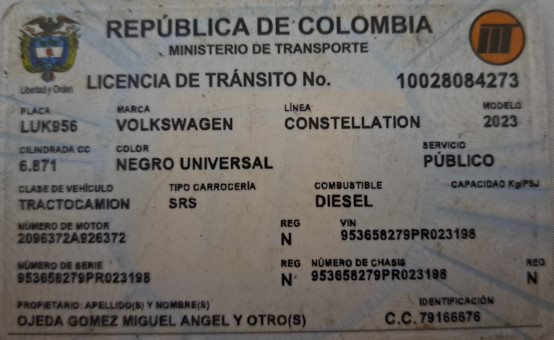 REPÚBLICA DE COLOMBIA
MINISTERIO DE TRANSPORTE
Libertad y Orden
LICENCIA DE TRÁNSITO No. 10028084273
PLACA MARCA LÍNEA MODELO
LUK956 VOLKSWAGEN CONSTELLATION 2023
CILINDRADA CC COLOR SERVICIO
6.871 NEGRO UNIVERSAL PÚBLICO
CLASE DE VEHÍCULO TIPO CARROCERÍA COMBUSTIBLE CAPACIDAD Kg/PSJ
TRACTOCAMION SRS DIESEL
NÚMERO DE MOTOR REG VIN
2096372A926372 N 953658279PR023198
NÚMERO DE SERIE REG NÚMERO DE CHASIS REG
953658279PR023198 N 953658279PR023198 N
PROPIETARIO: APELLIDO(S) Y NOMBRE(S) IDENTIFICACIÓN
OJEDA GOMEZ MIGUEL ANGEL Y OTRO(S) C.C. 79166676